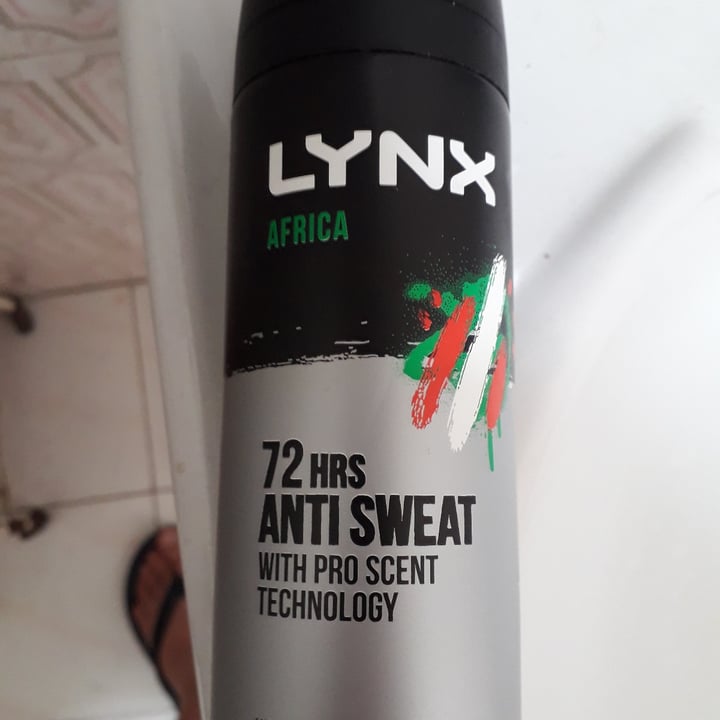 LYNX
AFRICA
72 HRS
ANTI SWEAT
WITH PRO SCENT
TECHNOLOGY